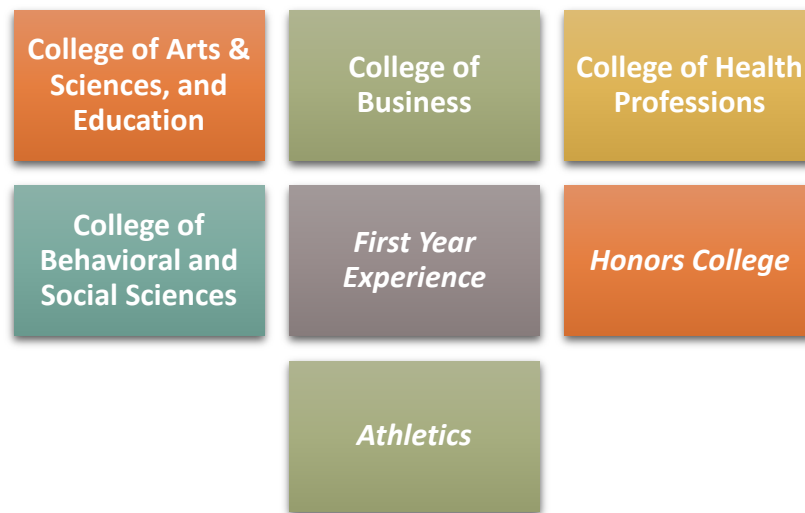 College of Arts &
Sciences, and
Education
College of
Business
College of Health
Professions
College of
Behavioral and
Social Sciences
First Year
Experience
Honors College
Athletics